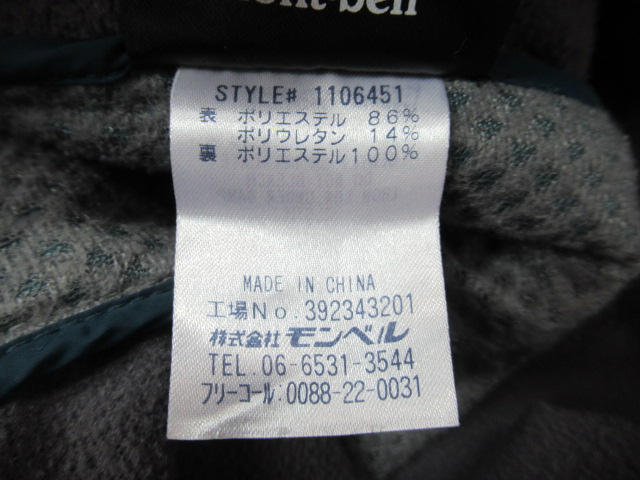 mont-bell
STYLE# 1106451
表 ポリエステル 86%
ポリウレタン 14%
裏 ポリエステル100%
MADE IN CHINA
工場No.392343201
株式会社モンベル
TEL.06-6531-3544
フリーコール:0088-22-0031